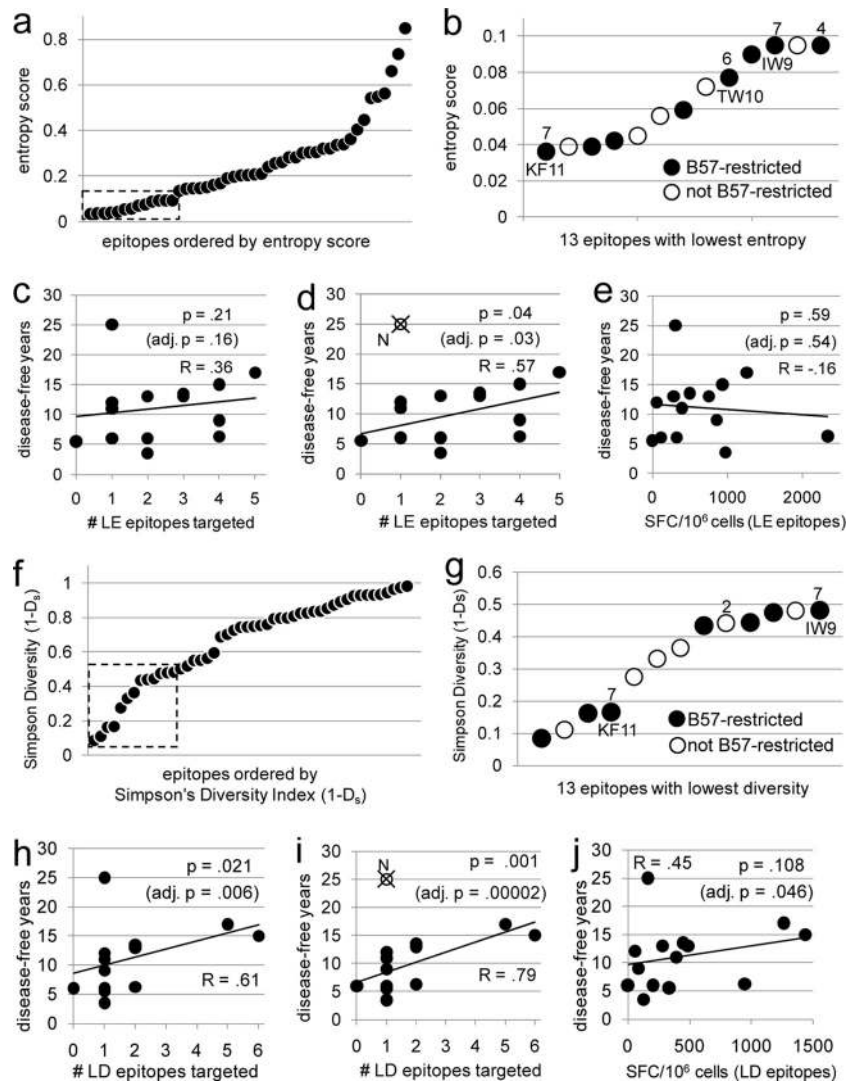 a
entropy score
0.8
0.6
0.4
0.2
0
epitopes ordered by entropy score
b
entropy score
0.1
0.08
0.06
0.04
0.02
0
7
KF11
6
TW10
7
IW9
4
B57-restricted
not B57-restricted
13 epitopes with lowest entropy
c
disease-free years
30
25
20
15
10
5
0
p = .21
(adj. p = .16)
R = .36
0 1 2 3 4 5
# LE epitopes targeted
d
disease-free years
30
25
20
15
10
5
0
N
p = .04
(adj. p = .03)
R = .57
0 1 2 3 4 5
# LE epitopes targeted
e
disease-free years
30
25
20
15
10
5
0
p = .59
(adj. p = .54)
R = -.16
0 1000 2000
SFC/10⁶ cells (LE epitopes)
f
Simpson Diversity (1-Dₛ)
1
0.8
0.6
0.4
0.2
0
epitopes ordered by
Simpson's Diversity Index (1-Dₛ)
g
Simpson Diversity (1-Ds)
0.6
0.5
0.4
0.3
0.2
0.1
0
7
KF11
2
7
IW9
B57-restricted
not B57-restricted
13 epitopes with lowest diversity
h
disease-free years
30
25
20
15
10
5
0
p = .021
(adj. p = .006)
R = .61
0 1 2 3 4 5 6
# LD epitopes targeted
i
disease-free years
30
25
20
15
10
5
0
N
p = .001
(adj. p = .00002)
R = .79
0 1 2 3 4 5 6
# LD epitopes targeted
j
disease-free years
30
25
20
15
10
5
0
R = .45
p = .108
(adj. p = .046)
0 500 1000 1500
SFC/10⁶ cells (LD epitopes)